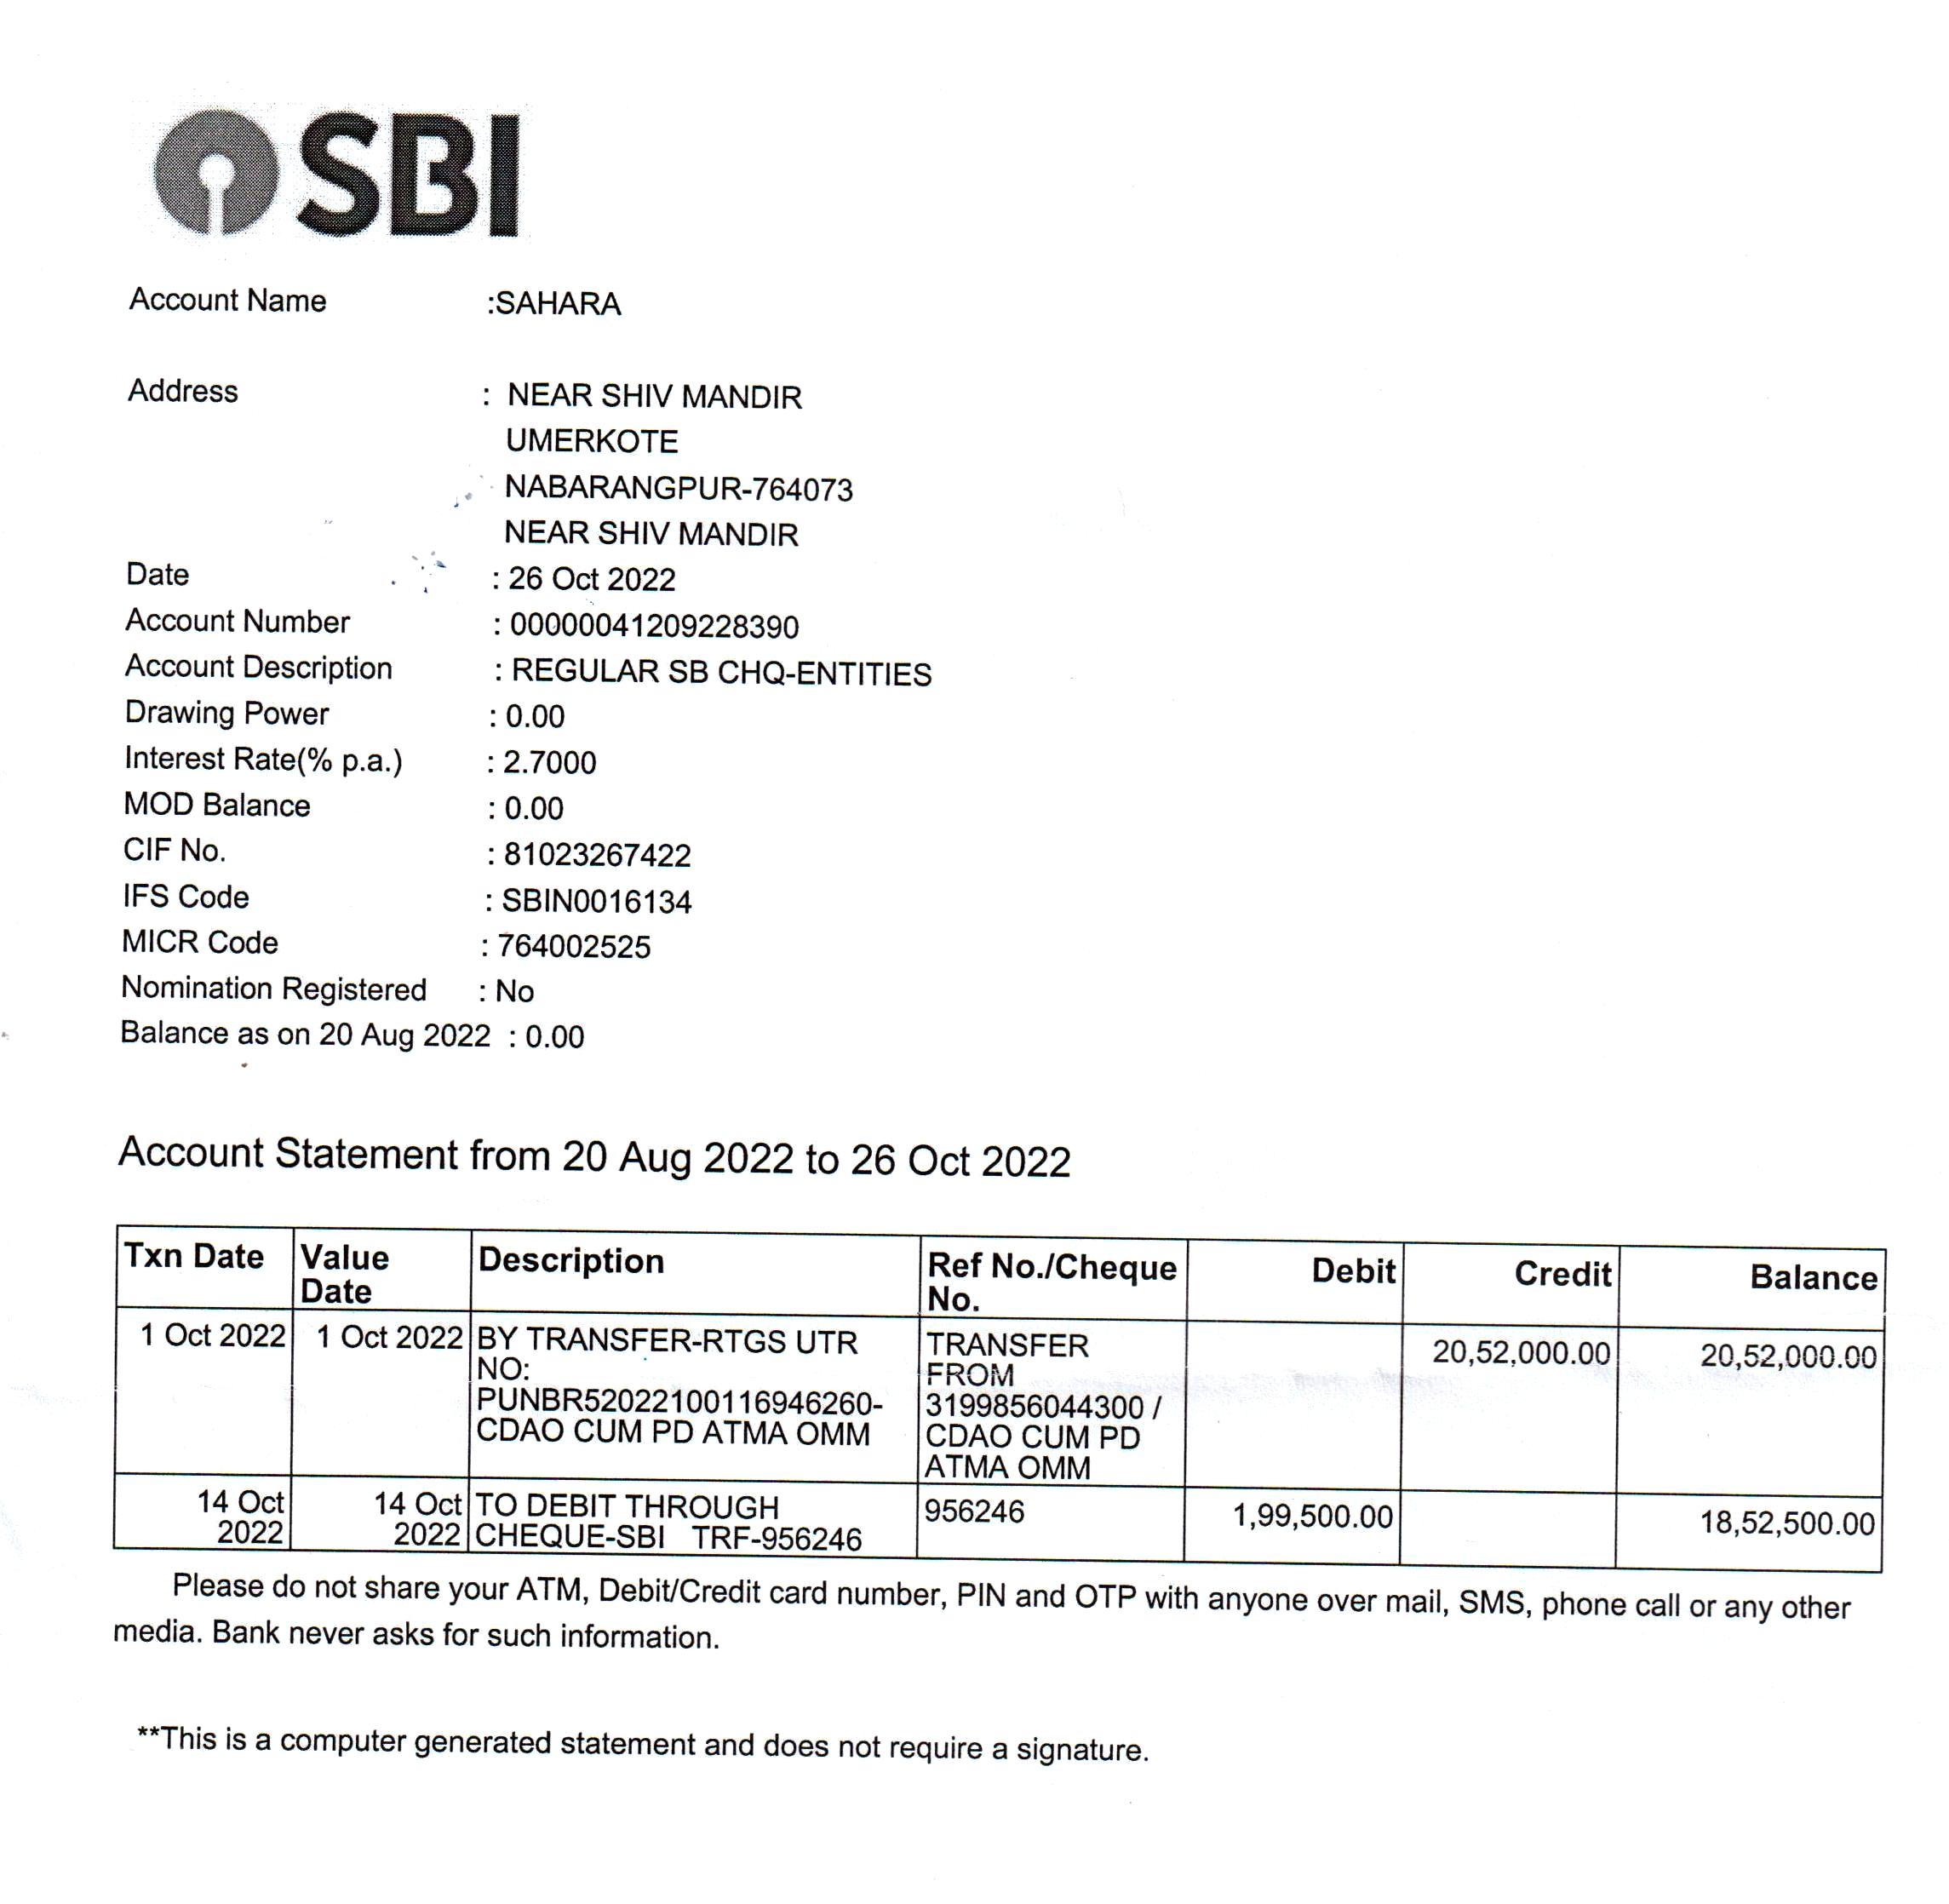 SBI
Account Name :SAHARA
Address : NEAR SHIV MANDIR
UMERKOTE
NABARANGPUR-764073
NEAR SHIV MANDIR
Date : 26 Oct 2022
Account Number : 00000041209228390
Account Description : REGULAR SB CHQ-ENTITIES
Drawing Power : 0.00
Interest Rate(% p.a.) : 2.7000
MOD Balance : 0.00
CIF No. : 81023267422
IFS Code : SBIN0016134
MICR Code : 764002525
Nomination Registered : No
Balance as on 20 Aug 2022 : 0.00
Account Statement from 20 Aug 2022 to 26 Oct 2022
Txn Date
Value
Date
Description
Ref No./Cheque
No.
Debit
Credit
Balance
1 Oct 2022
1 Oct 2022
BY TRANSFER-RTGS UTR
NO:
PUNBR52022100116946260-
CDAO CUM PD ATMA OMM
TRANSFER
FROM
3199856044300 /
CDAO CUM PD
ATMA OMM
20,52,000.00
20,52,000.00
14 Oct
2022
14 Oct
2022
TO DEBIT THROUGH
CHEQUE-SBI TRF-956246
956246
1,99,500.00
18,52,500.00
Please do not share your ATM, Debit/Credit card number, PIN and OTP with anyone over mail, SMS, phone call or any other
media. Bank never asks for such information.
**This is a computer generated statement and does not require a signature.